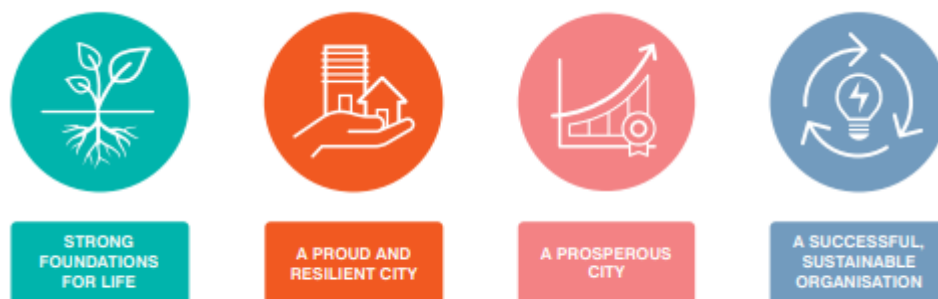 STRONG
FOUNDATIONS
FOR LIFE
A PROUD AND
RESILIENT CITY
A PROSPEROUS
CITY
A SUCCESSFUL,
SUSTAINABLE
ORGANISATION